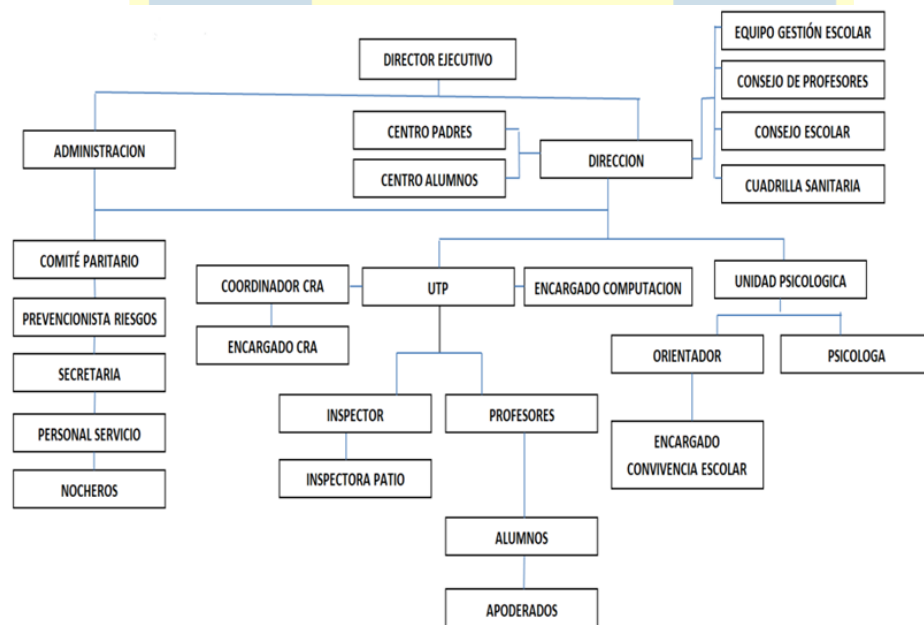 EQUIPO GESTIÓN ESCOLAR
DIRECTOR EJECUTIVO
CONSEJO DE PROFESORES
CENTRO PADRES
CONSEJO ESCOLAR
ADMINISTRACION
DIRECCION
CENTRO ALUMNOS
CUADRILLA SANITARIA
COMITÉ PARITARIO
COORDINADOR CRA
UTP
ENCARGADO COMPUTACION
UNIDAD PSICOLOGICA
PREVENCIONISTA RIESGOS
ENCARGADO CRA
ORIENTADOR
PSICOLOGA
SECRETARIA
INSPECTOR
PROFESORES
PERSONAL SERVICIO
ENCARGADO
CONVIVENCIA ESCOLAR
INSPECTORA PATIO
NOCHEROS
ALUMNOS
APODERADOS